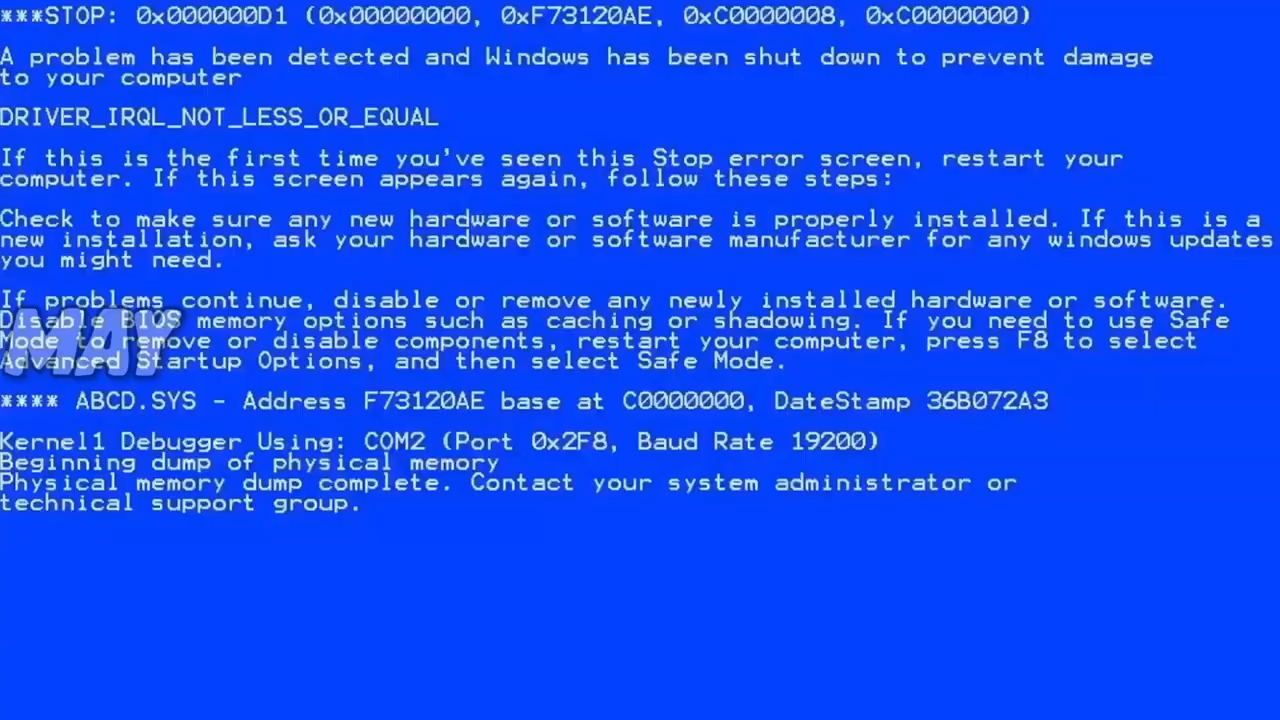 ***STOP: 0x000000D1 (0x00000000, 0xF73120AE, 0xC0000008, 0xC0000000)
A problem has been detected and Windows has been shut down to prevent damage
to your computer
DRIVER_IRQL_NOT_LESS_OR_EQUAL
If this is the first time you've seen this Stop error screen, restart your
computer. If this screen appears again, follow these steps:
Check to make sure any new hardware or software is properly installed. If this is a
new installation, ask your hardware or software manufacturer for any windows updates
you might need.
If problems continue, disable or remove any newly installed hardware or software.
Disable BIOS memory options such as caching or shadowing. If you need to use Safe
Mode to remove or disable components, restart your computer, press F8 to select
Advanced Startup Options, and then select Safe Mode.
MAY
**** ABCD.SYS - Address F73120AE base at C0000000, DateStamp 36B072A3
Kernel1 Debugger Using: COM2 (Port 0x2F8, Baud Rate 19200)
Beginning dump of physical memory
Physical memory dump complete. Contact your system administrator or
technical support group.